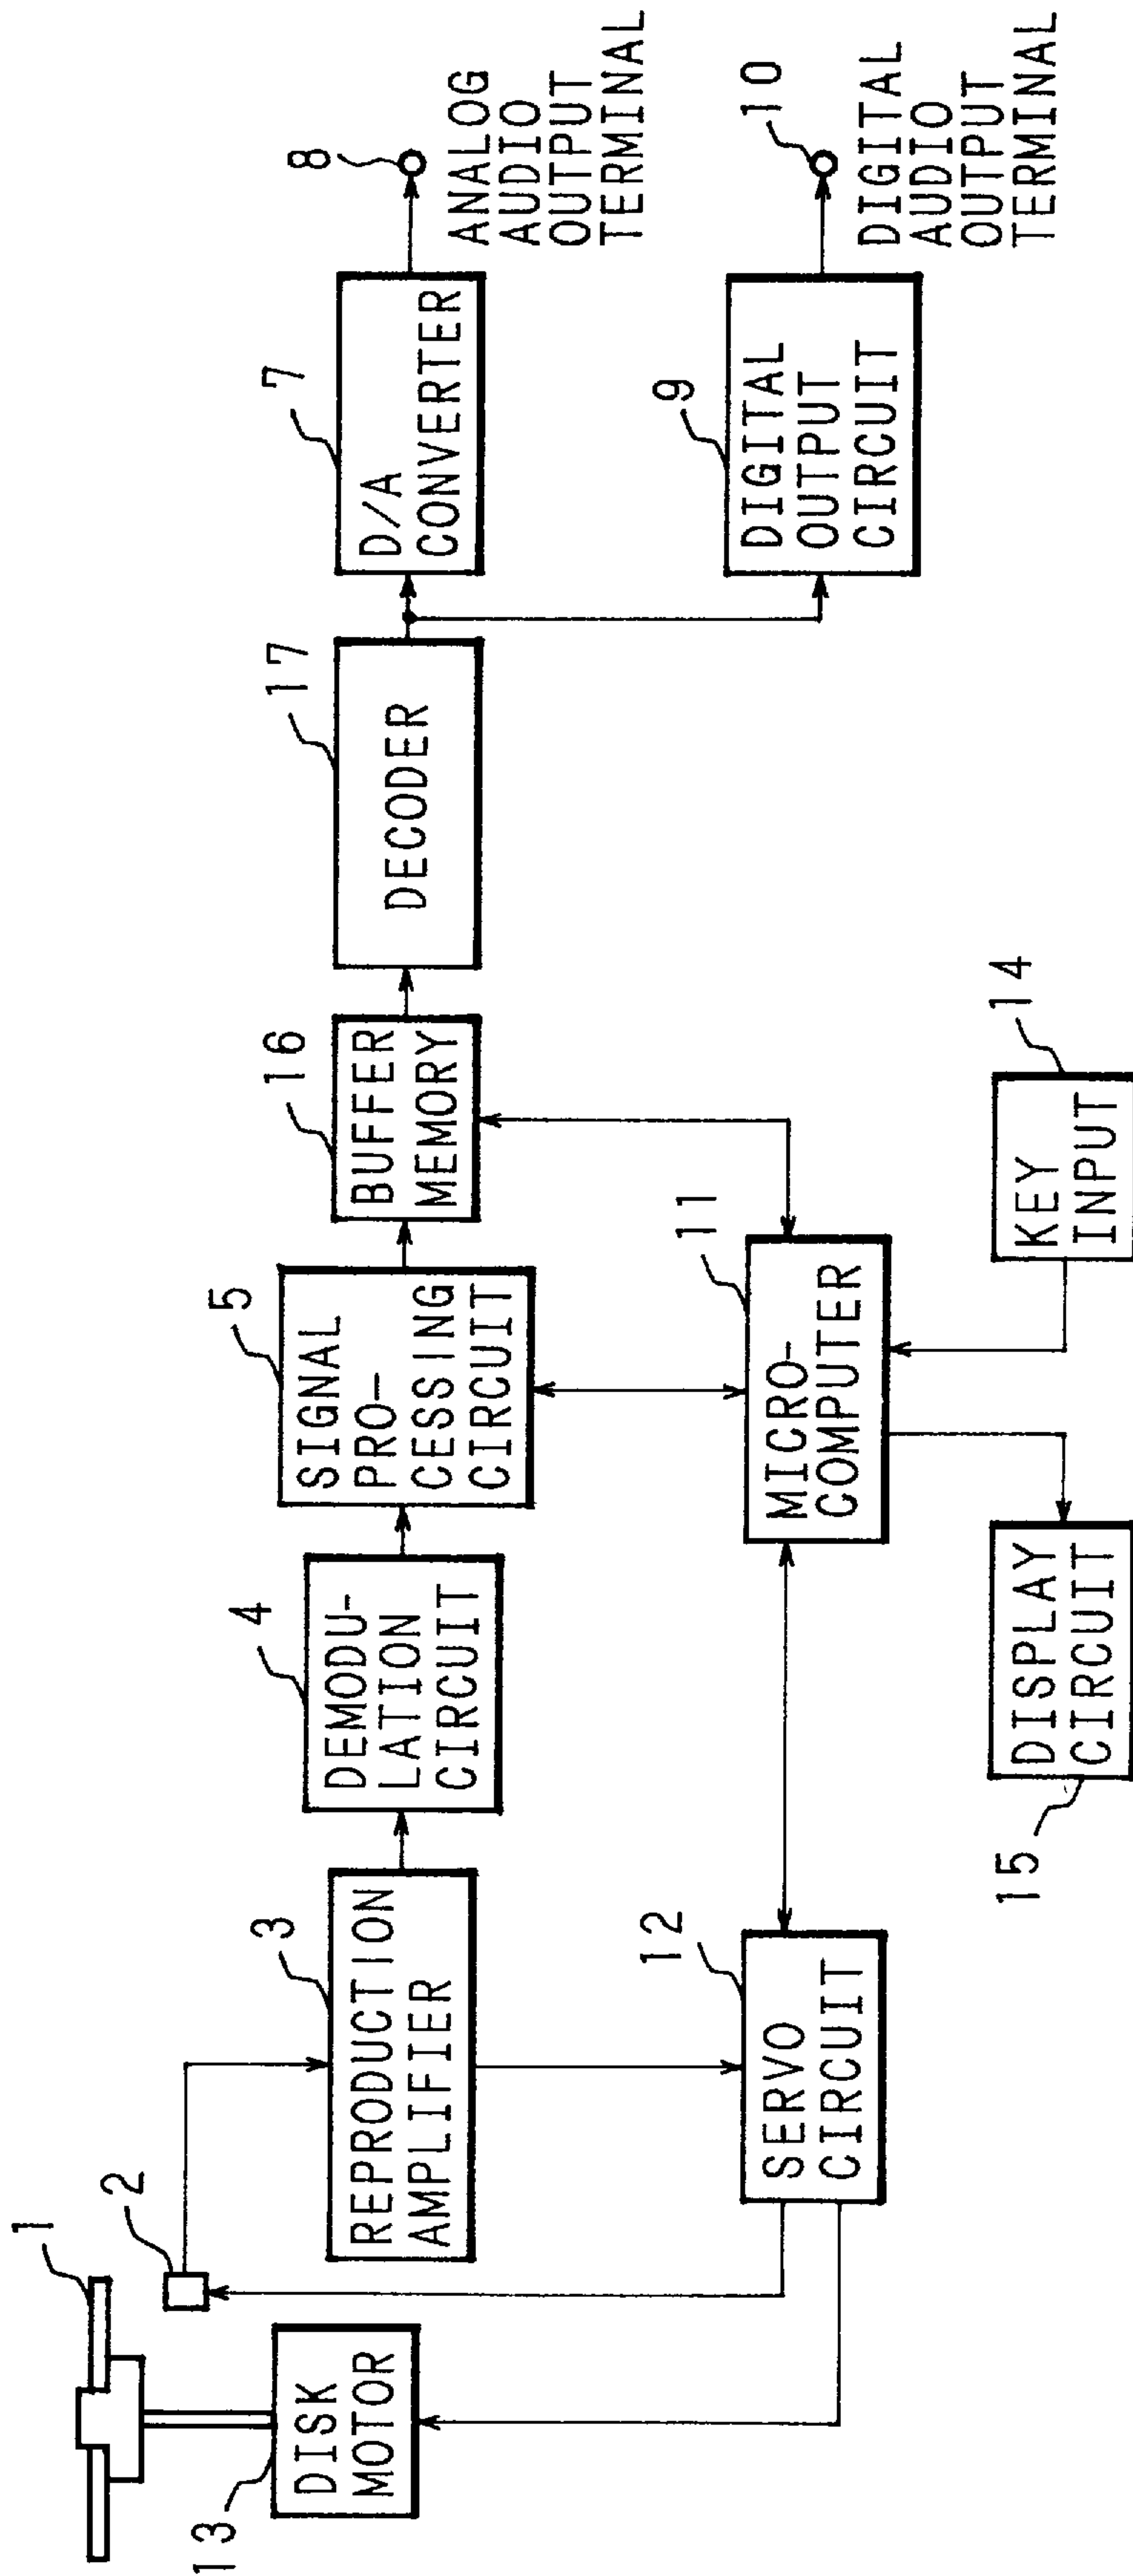 1
2
13
DISK
MOTOR
3
REPRODUCTION
AMPLIFIER
4
DEMODU-
LATION
CIRCUIT
5
SIGNAL
PRO-
CESSING
CIRCUIT
16
BUFFER
MEMORY
17
DECODER
7
D/A
CONVERTER
8
ANALOG
AUDIO
OUTPUT
TERMINAL
9
DIGITAL
OUTPUT
CIRCUIT
10
DIGITAL
AUDIO
OUTPUT
TERMINAL
12
SERVO
CIRCUIT
11
MICRO-
COMPUTER
15
DISPLAY
CIRCUIT
14
KEY
INPUT